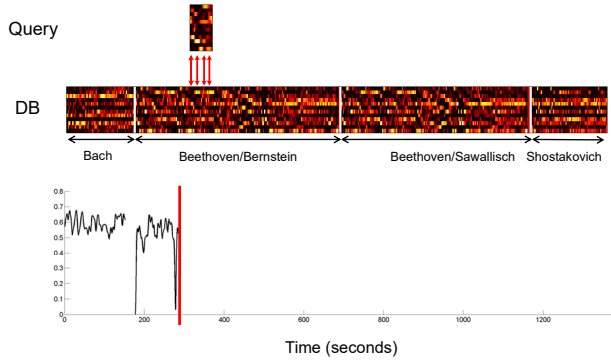 Query
DB
Bach
Beethoven/Bernstein
Beethoven/Sawallisch
Shostakovich
0.8
0.7
0.6
0.5
0.4
0.3
0.2
0.1
0
0
200
400
600
800
1000
1200
Time (seconds)